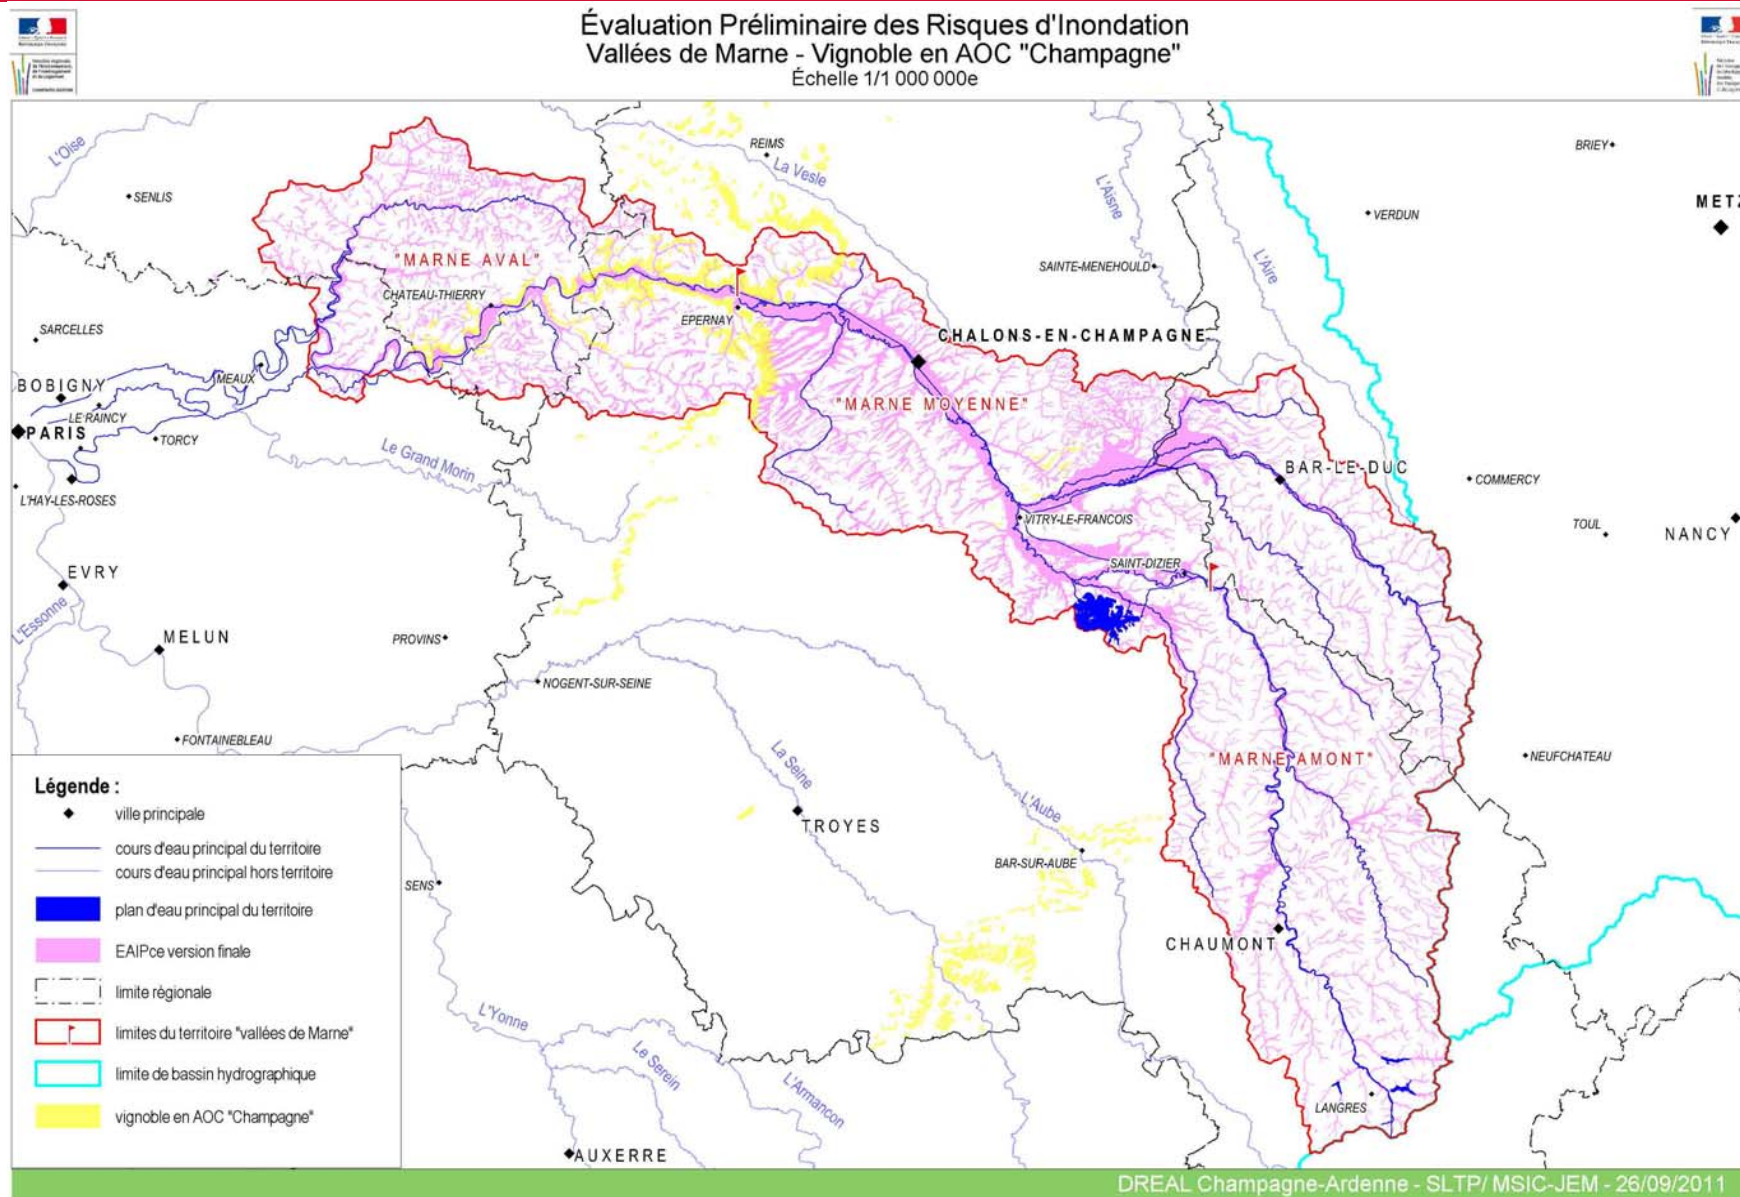 Évaluation Préliminaire des Risques d'Inondation
Vallées de Marne - Vignoble en AOC "Champagne"
Échelle 1/1 000 000e
L'Oise
SENLIS
REIMS
La Vesle
L'Aisne
L'Aire
BRIEY
VERDUN
METZ
"MARNE AVAL"
SAINTE-MENEHOULD
CHATEAU-THIERRY
EPERNAY
SARCELLES
CHALONS-EN-CHAMPAGNE
BOBIGNY
MEAUX
LE RAINCY
"MARNE MOYENNE"
PARIS
TORCY
Le Grand Morin
BAR-LE-DUC
COMMERCY
L'HAY-LES-ROSES
VITRY-LE-FRANCOIS
TOUL
NANCY
SAINT-DIZIER
EVRY
L'Essonne
MELUN
PROVINS
NOGENT-SUR-SEINE
FONTAINEBLEAU
La Seine
"MARNE AMONT"
NEUFCHATEAU
L'Aube
TROYES
BAR-SUR-AUBE
SENS
CHAUMONT
L'Yonne
Le Serein
L'Armancon
LANGRES
AUXERRE
Légende :
ville principale
cours d'eau principal du territoire
cours d'eau principal hors territoire
plan d'eau principal du territoire
EAIPce version finale
limite régionale
limites du territoire "vallées de Marne"
limite de bassin hydrographique
vignoble en AOC "Champagne"
DREAL Champagne-Ardenne - SLTP/ MSIC-JEM - 26/09/2011